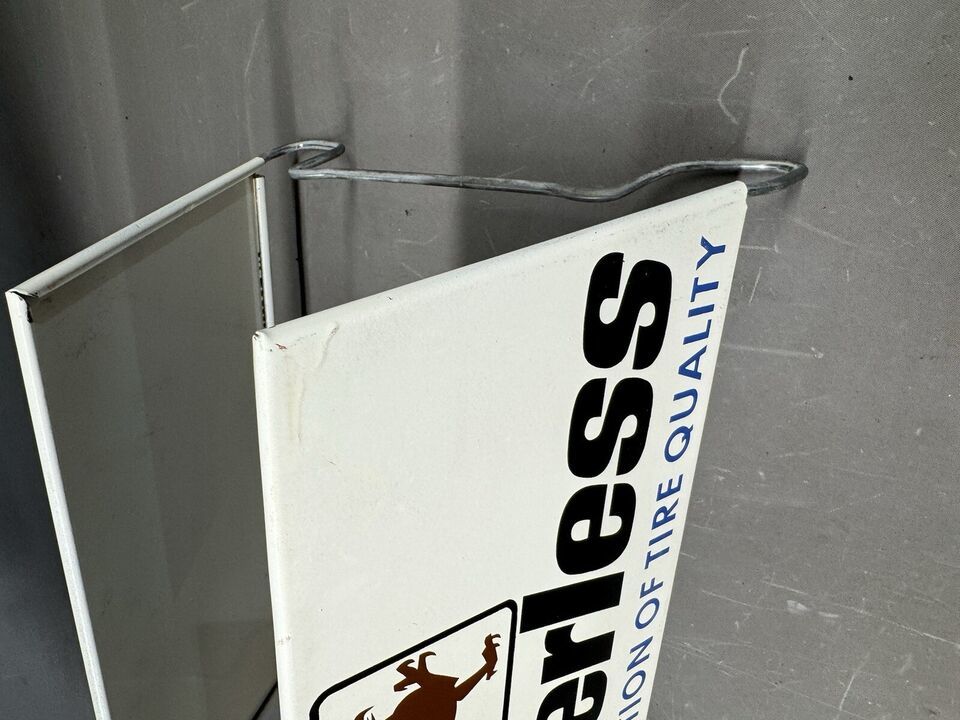 erless
ION OF TIRE QUALITY